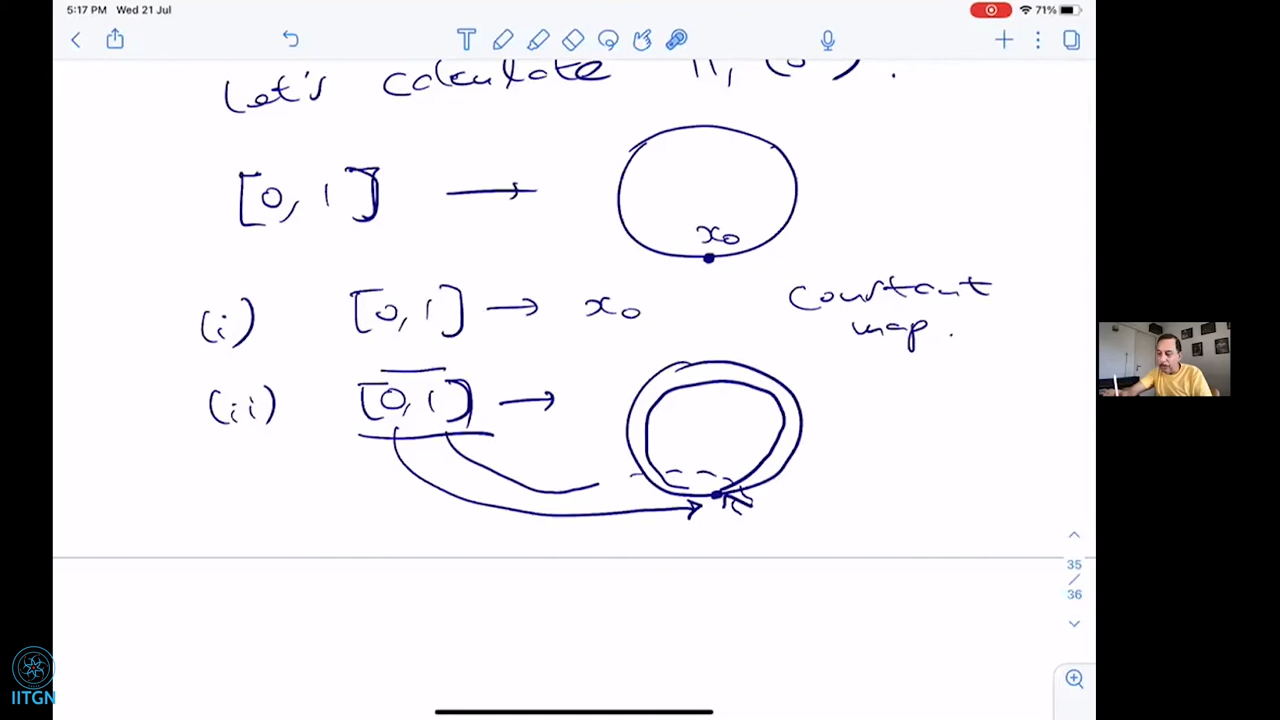 5:17 PM Wed 21 Jul
71%
T
Let's calculate
[0, 1] →
x₀
(i) [0, 1] → x₀ constant map.
(ii) [0, 1] →
35
/
36
IITGN